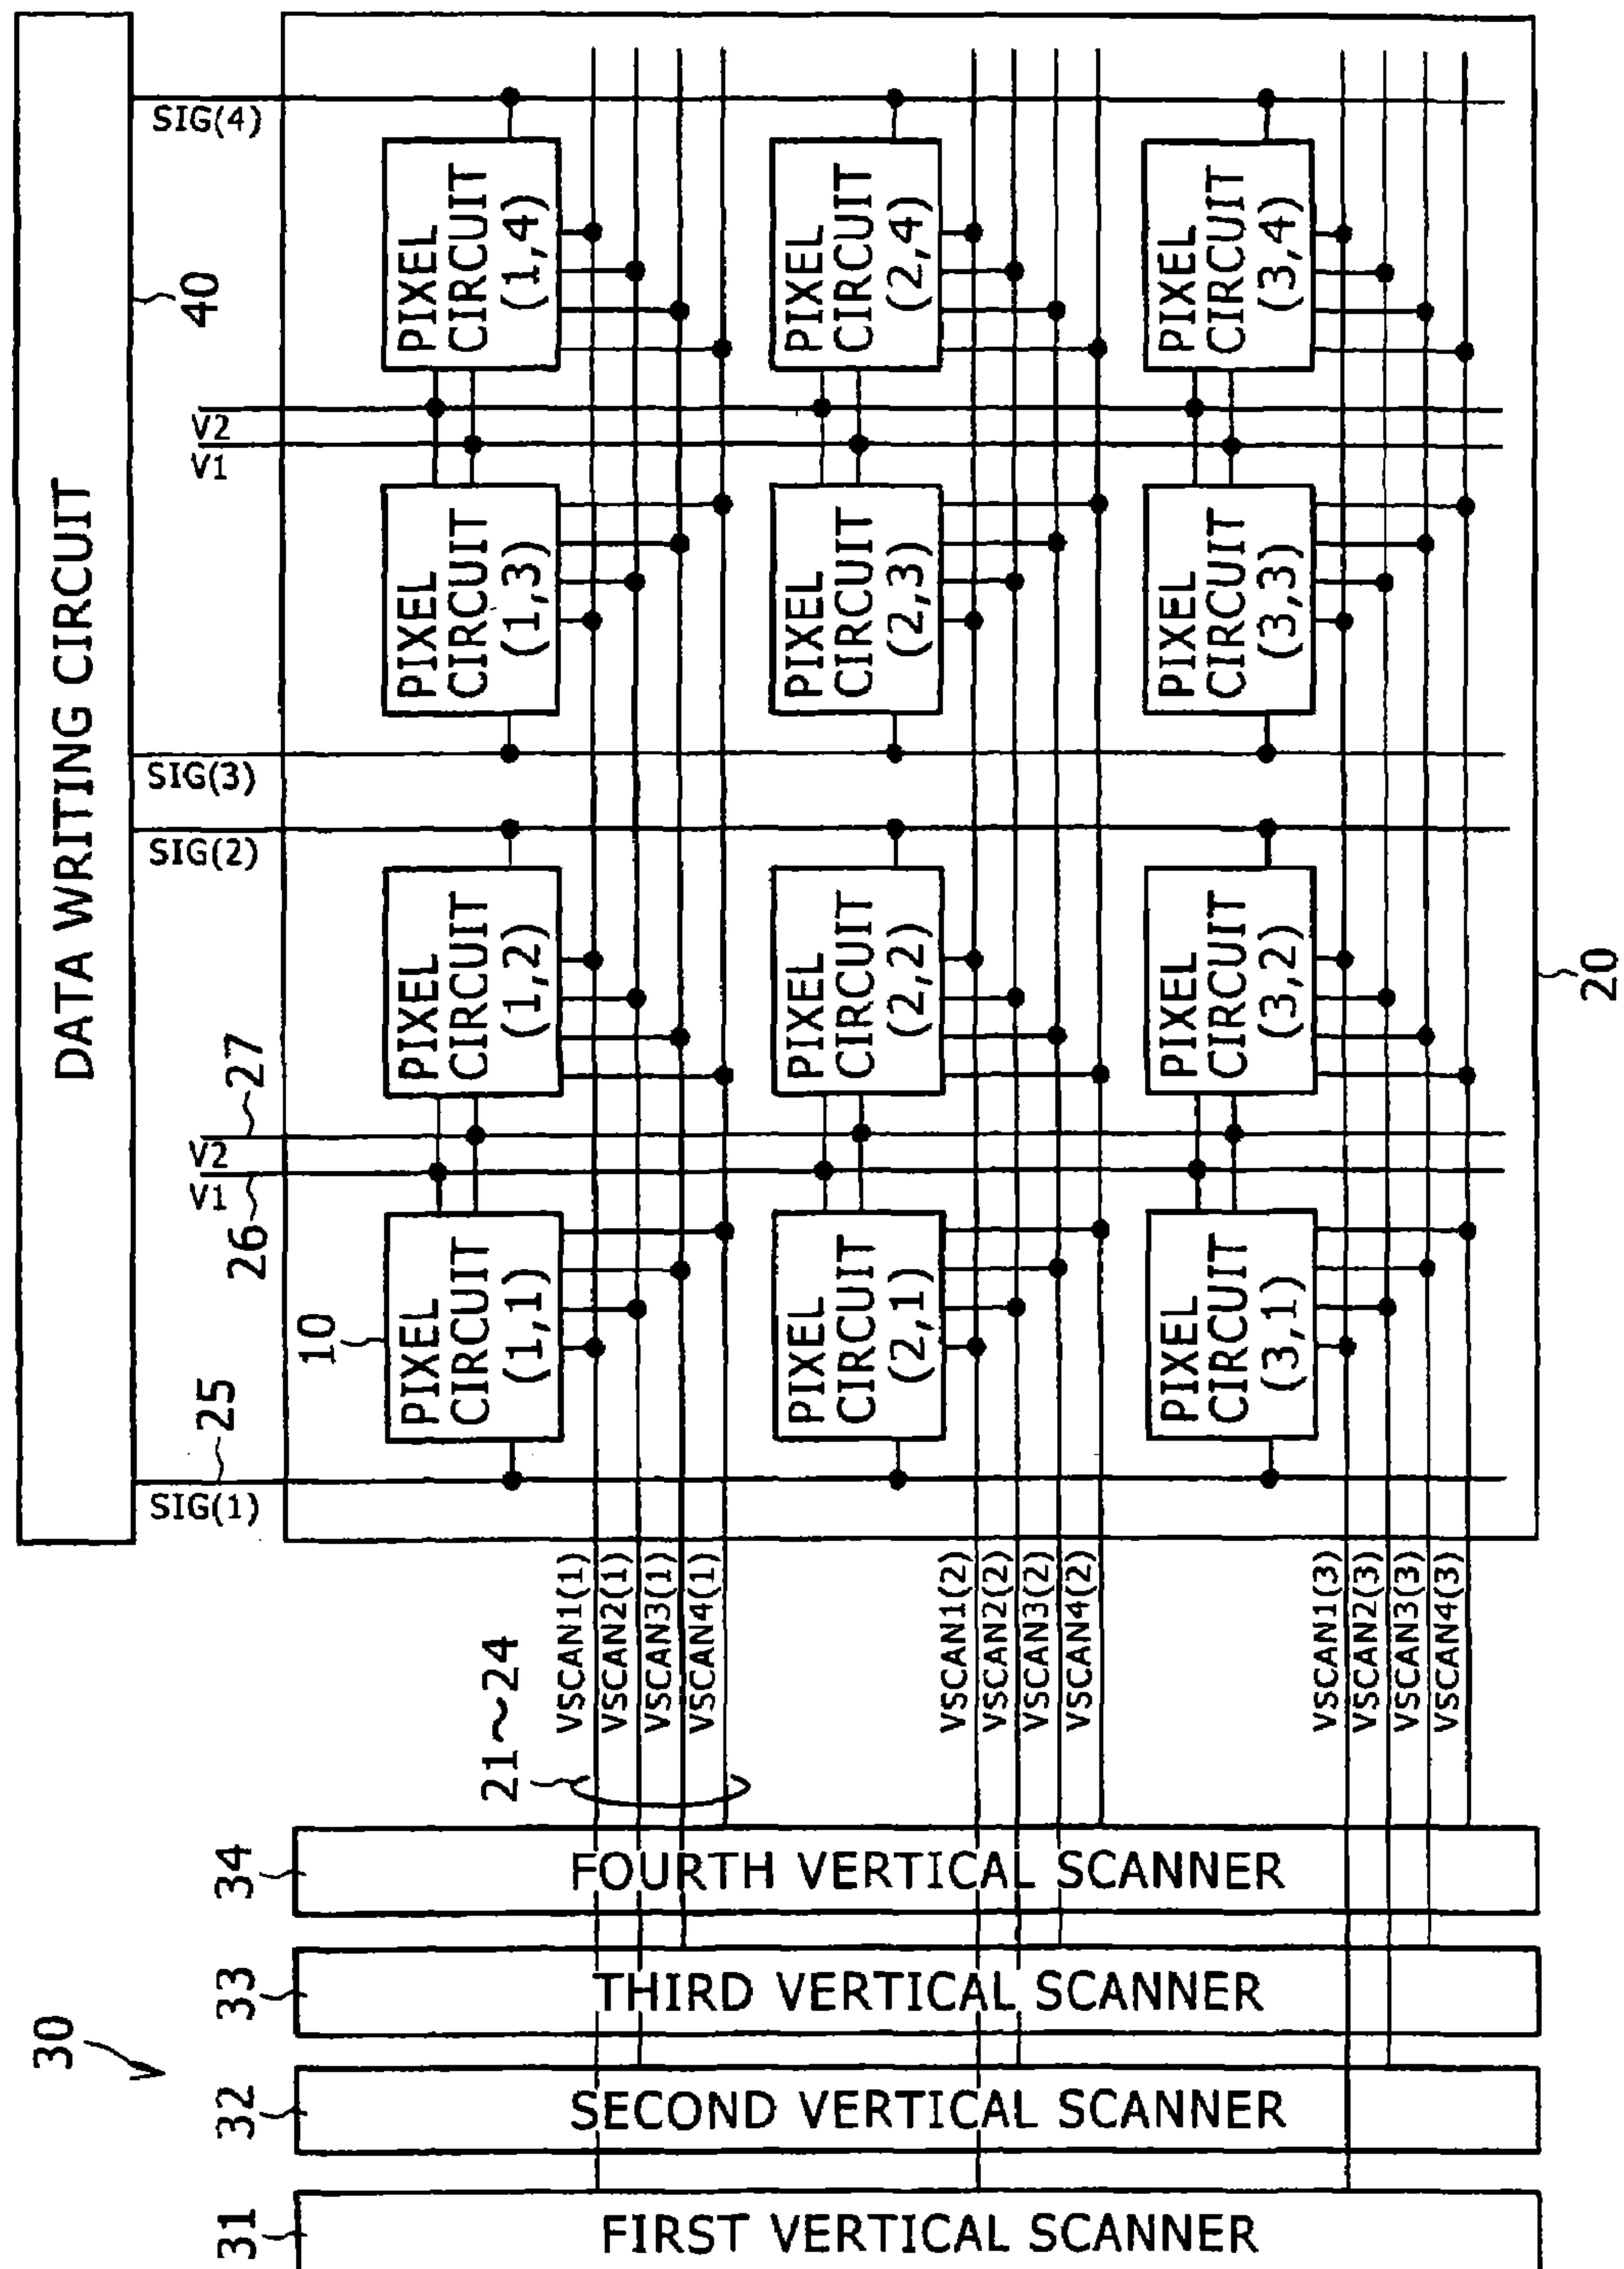 DATA WRITING CIRCUIT
40
SIG(1)
25
26
V1
V2
27
SIG(2)
SIG(3)
V1
V2
SIG(4)
10
PIXEL
CIRCUIT
(1,1)
PIXEL
CIRCUIT
(1,2)
PIXEL
CIRCUIT
(1,3)
PIXEL
CIRCUIT
(1,4)
VSCAN1(1)
VSCAN2(1)
VSCAN3(1)
VSCAN4(1)
21~24
PIXEL
CIRCUIT
(2,1)
PIXEL
CIRCUIT
(2,2)
PIXEL
CIRCUIT
(2,3)
PIXEL
CIRCUIT
(2,4)
VSCAN1(2)
VSCAN2(2)
VSCAN3(2)
VSCAN4(2)
PIXEL
CIRCUIT
(3,1)
PIXEL
CIRCUIT
(3,2)
PIXEL
CIRCUIT
(3,3)
PIXEL
CIRCUIT
(3,4)
VSCAN1(3)
VSCAN2(3)
VSCAN3(3)
VSCAN4(3)
20
30
31
FIRST VERTICAL SCANNER
32
SECOND VERTICAL SCANNER
33
THIRD VERTICAL SCANNER
34
FOURTH VERTICAL SCANNER